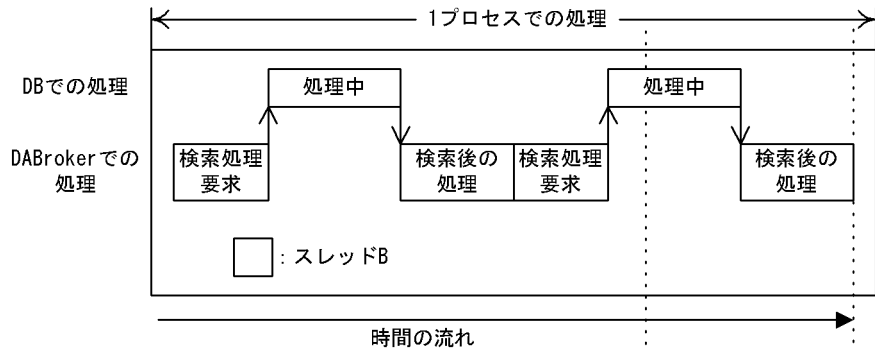 1プロセスでの処理
DBでの処理
処理中
処理中
DABrokerでの
処理
検索処理
要求
検索後の
処理
検索処理
要求
検索後の
処理
: スレッドB
時間の流れ